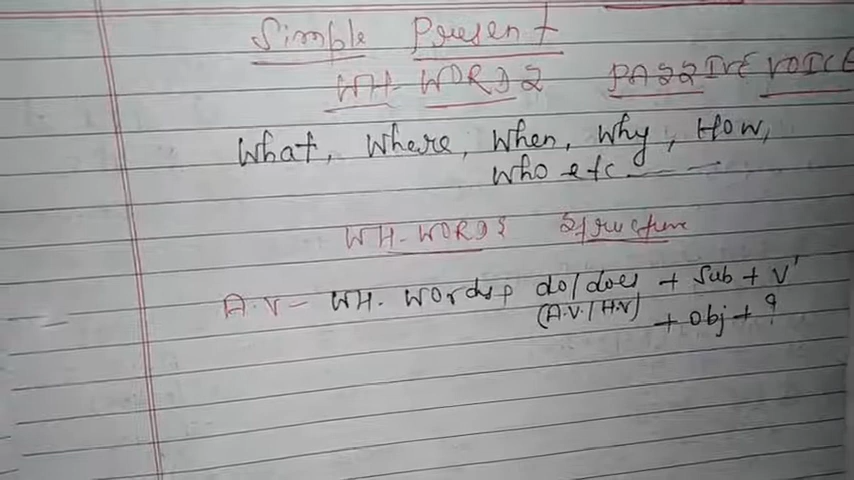 Simple Present
WH- WORDS PASSIVE VOICE
What, Where, When, Why, How,
Who etc
WH-WORDS Structure
A.V- WH. Words+ do/does + Sub + V'
(A.V./H.V) + Obj + ?